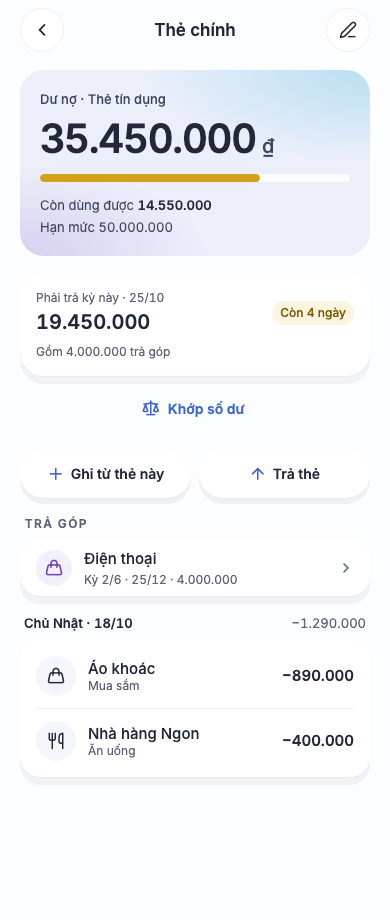 Thẻ chính
Dư nợ · Thẻ tín dụng
35.450.000 ₫
Còn dùng được 14.550.000
Hạn mức 50.000.000
Phải trả kỳ này · 25/10
19.450.000
Còn 4 ngày
Gồm 4.000.000 trả góp
Khớp số dư
Ghi từ thẻ này
Trả thẻ
TRẢ GÓP
Điện thoại
Kỳ 2/6 · 25/12 · 4.000.000
Chủ Nhật · 18/10 −1.290.000
Áo khoác
Mua sắm
−890.000
Nhà hàng Ngon
Ăn uống
−400.000